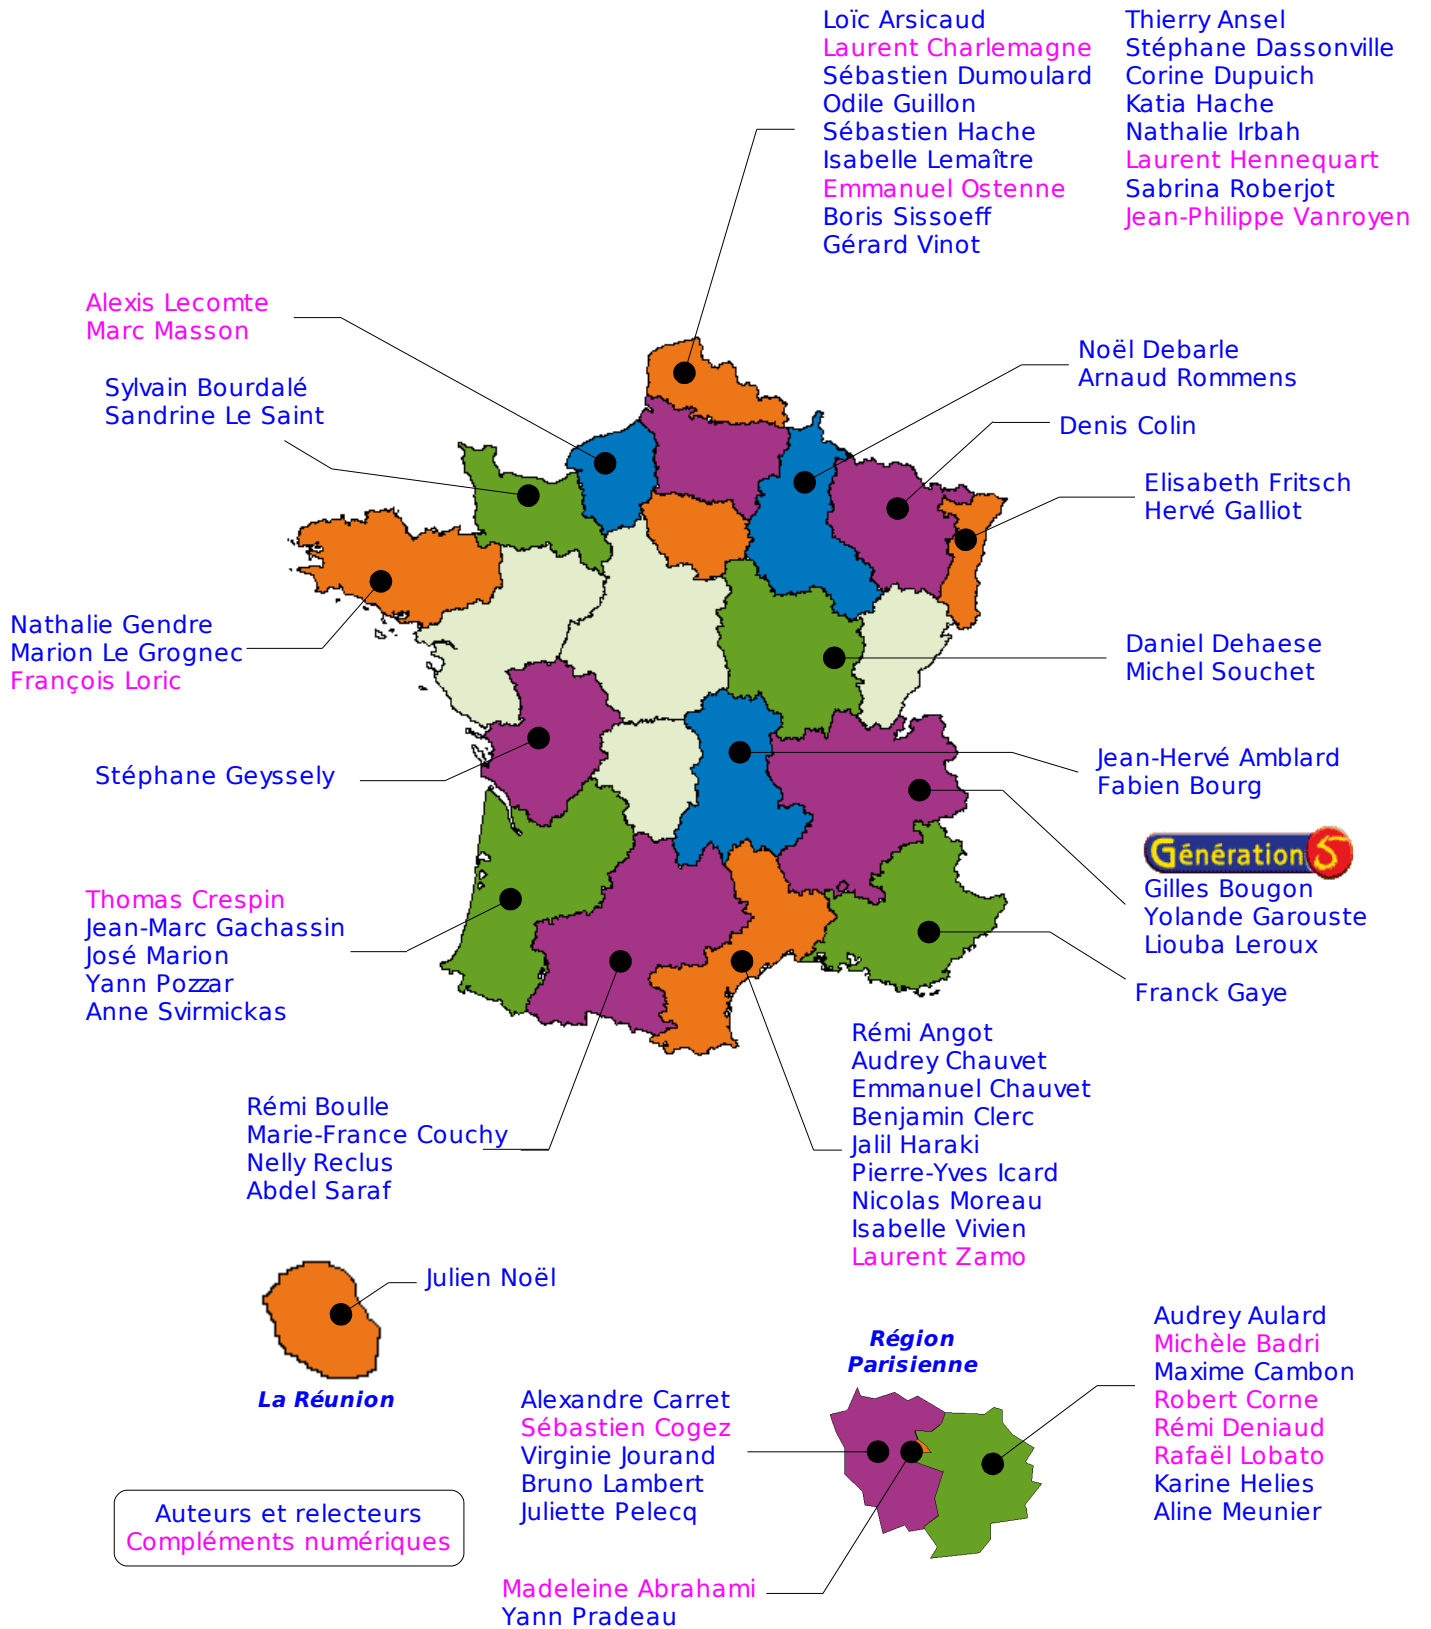 Loïc Arsicaud
Laurent Charlemagne
Sébastien Dumoulard
Odile Guillon
Sébastien Hache
Isabelle Lemaître
Emmanuel Ostenne
Boris Sissoeff
Gérard Vinot
Thierry Ansel
Stéphane Dassonville
Corine Dupuich
Katia Hache
Nathalie Irbah
Laurent Hennequart
Sabrina Roberjot
Jean-Philippe Vanroyen
Alexis Lecomte
Marc Masson
Sylvain Bourdalé
Sandrine Le Saint
Noël Debarle
Arnaud Rommens
Denis Colin
Elisabeth Fritsch
Hervé Galliot
Nathalie Gendre
Marion Le Grognec
François Loric
Daniel Dehaese
Michel Souchet
Stéphane Geyssely
Jean-Hervé Amblard
Fabien Bourg
Génération 5
Gilles Bougon
Yolande Garouste
Liouba Leroux
Thomas Crespin
Jean-Marc Gachassin
José Marion
Yann Pozzar
Anne Svirmickas
Franck Gaye
Rémi Angot
Audrey Chauvet
Emmanuel Chauvet
Benjamin Clerc
Jalil Haraki
Pierre-Yves Icard
Nicolas Moreau
Isabelle Vivien
Laurent Zamo
Rémi Boulle
Marie-France Couchy
Nelly Reclus
Abdel Saraf
Julien Noël
La Réunion
Région
Parisienne
Audrey Aulard
Michèle Badri
Maxime Cambon
Robert Corne
Rémi Deniaud
Rafaël Lobato
Karine Helies
Aline Meunier
Alexandre Carret
Sébastien Cogez
Virginie Jourand
Bruno Lambert
Juliette Pelecq
Auteurs et relecteurs
Compléments numériques
Madeleine Abrahami
Yann Pradeau